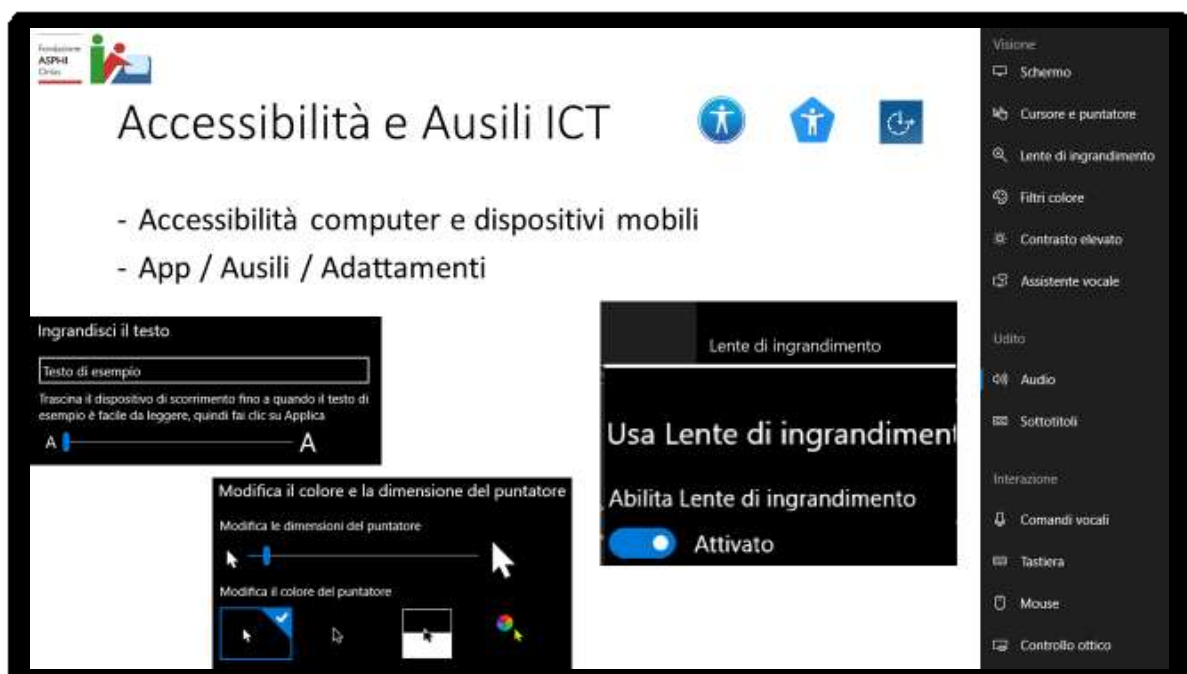 Fondazione
ASPHI
Onlus
Accessibilità e Ausili ICT
- Accessibilità computer e dispositivi mobili
- App / Ausili / Adattamenti
Ingrandisci il testo
Testo di esempio
Trascina il dispositivo di scorrimento fino a quando il testo di
esempio è facile da leggere, quindi fai clic su Applica
A A
Modifica il colore e la dimensione del puntatore
Modifica le dimensioni del puntatore
Modifica il colore del puntatore
Lente di ingrandimento
Usa Lente di ingrandiment
Abilita Lente di ingrandimento
Attivato
Visione
Schermo
Cursore e puntatore
Lente di ingrandimento
Filtri colore
Contrasto elevato
Assistente vocale
Udito
Audio
Sottotitoli
Interazione
Comandi vocali
Tastiera
Mouse
Controllo ottico